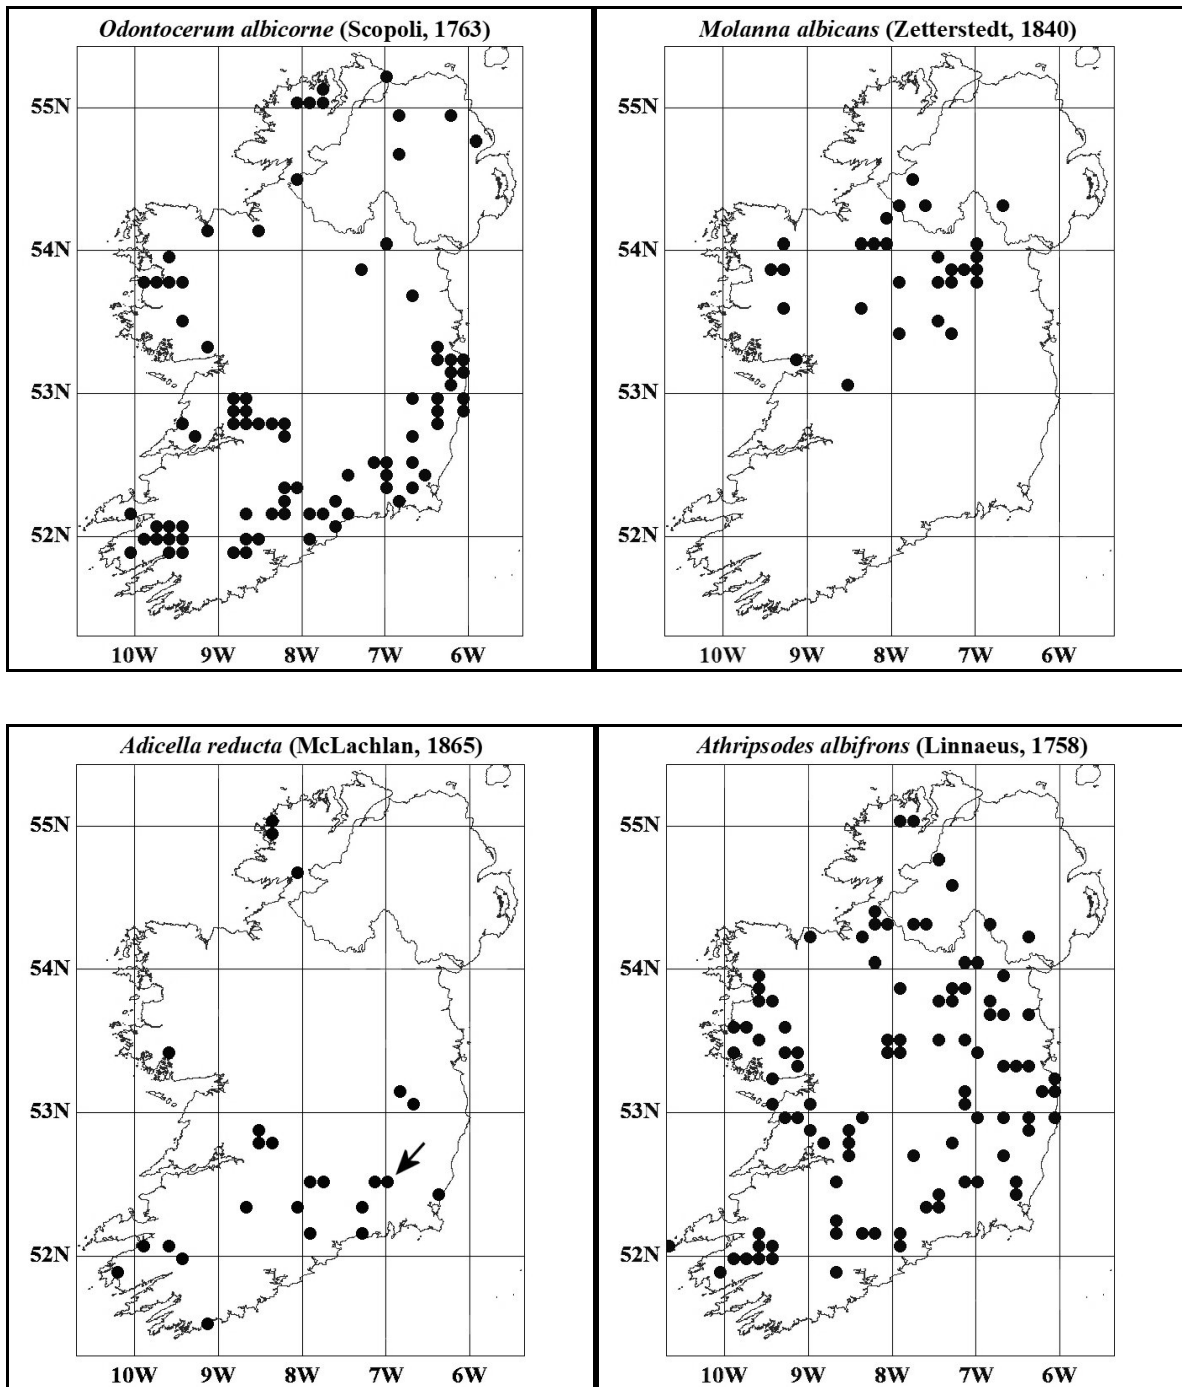 Odontocerum albicorne (Scopoli, 1763)
55N
54N
53N
52N
10W 9W 8W 7W 6W
Molanna albicans (Zetterstedt, 1840)
55N
54N
53N
52N
10W 9W 8W 7W 6W
Adicella reducta (McLachlan, 1865)
55N
54N
53N
52N
10W 9W 8W 7W 6W
Athripsodes albifrons (Linnaeus, 1758)
55N
54N
53N
52N
10W 9W 8W 7W 6W